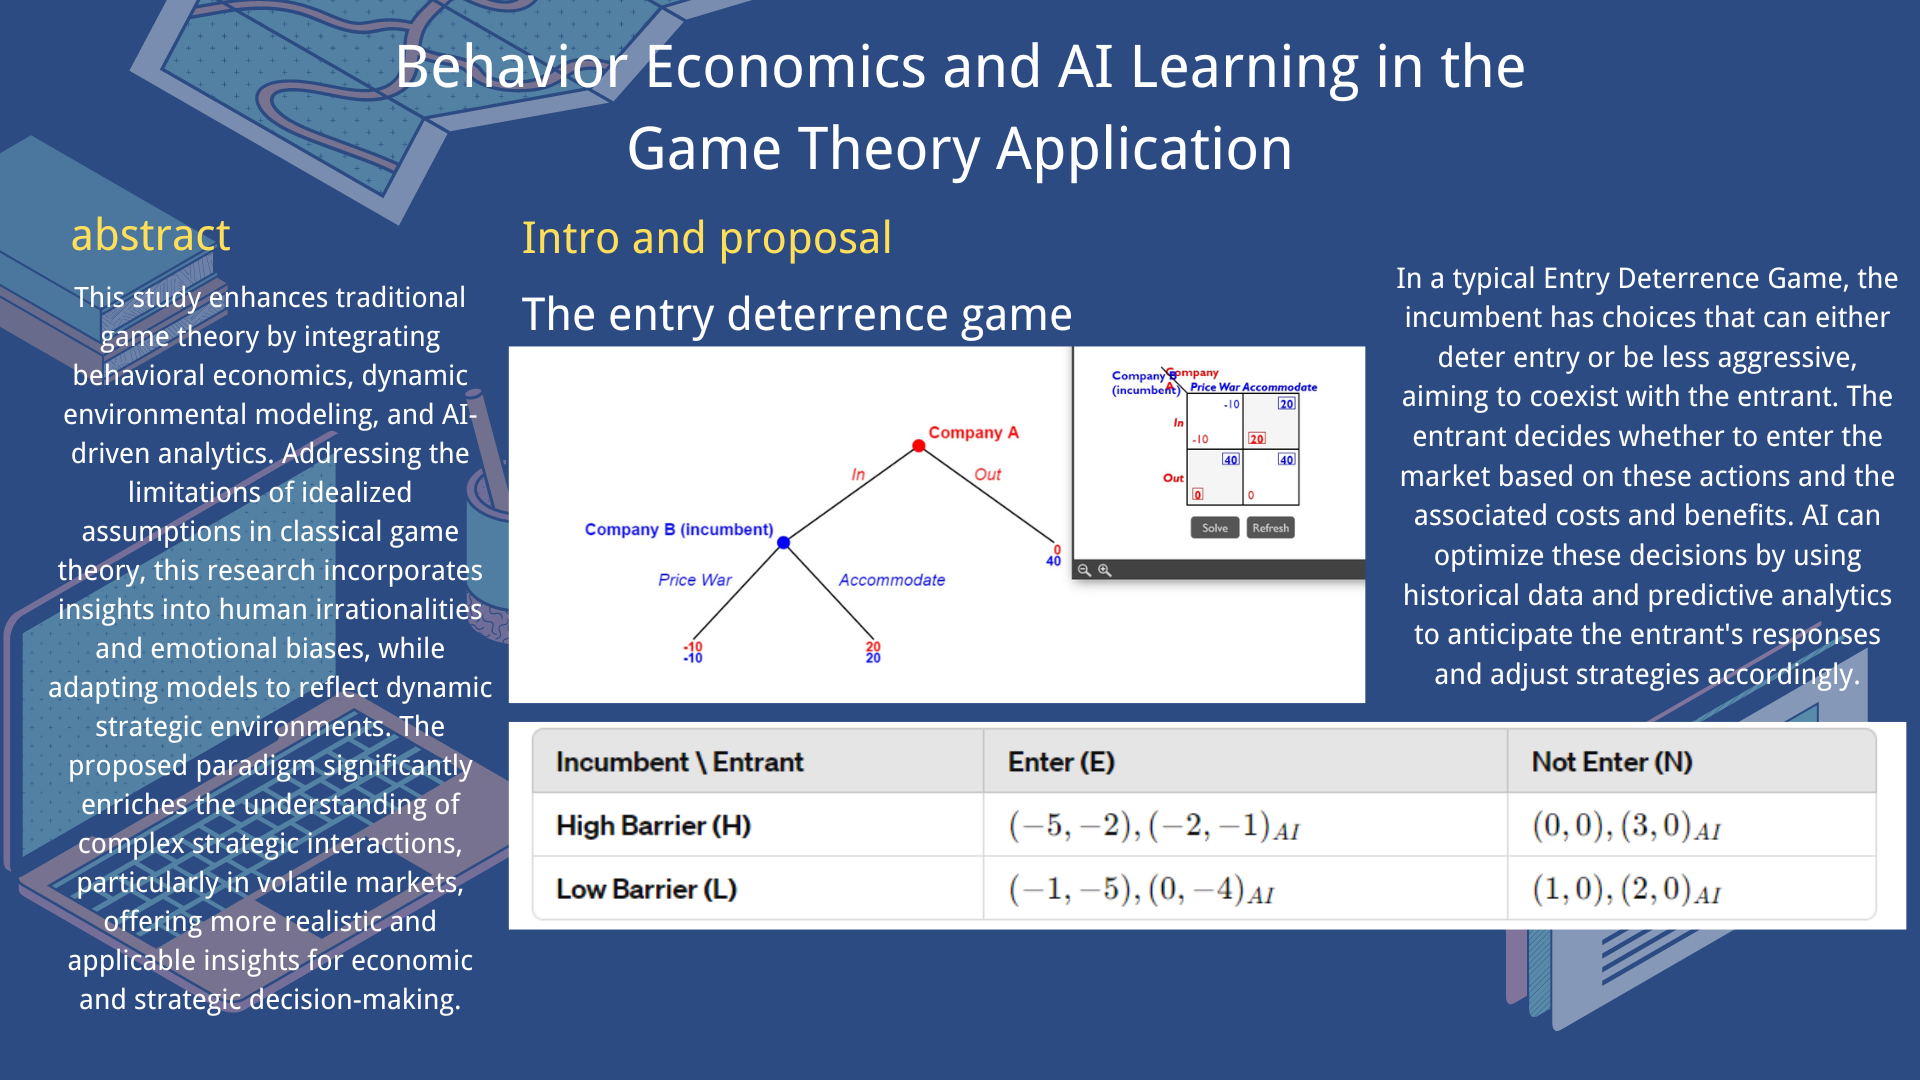 Behavior Economics and AI Learning in the
Game Theory Application
abstract
This study enhances traditional
game theory by integrating
behavioral economics, dynamic
environmental modeling, and AI-
driven analytics. Addressing the
limitations of idealized
assumptions in classical game
theory, this research incorporates
insights into human irrationalities
and emotional biases, while
adapting models to reflect dynamic
strategic environments. The
proposed paradigm significantly
enriches the understanding of
complex strategic interactions,
particularly in volatile markets,
offering more realistic and
applicable insights for economic
and strategic decision-making.
Intro and proposal
The entry deterrence game
Company A
In
Out
Company B (incumbent)
0
40
Price War
Accommodate
-10
-10
20
20
Company A
Company B (incumbent)
Price War Accommodate
In
-10 20
-10 20
Out
40 40
0 0
Solve Refresh
In a typical Entry Deterrence Game, the
incumbent has choices that can either
deter entry or be less aggressive,
aiming to coexist with the entrant. The
entrant decides whether to enter the
market based on these actions and the
associated costs and benefits. AI can
optimize these decisions by using
historical data and predictive analytics
to anticipate the entrant's responses
and adjust strategies accordingly.
Incumbent \ Entrant Enter (E) Not Enter (N)
High Barrier (H) (−5, −2), (−2, −1)AI (0, 0), (3, 0)AI
Low Barrier (L) (−1, −5), (0, −4)AI (1, 0), (2, 0)AI